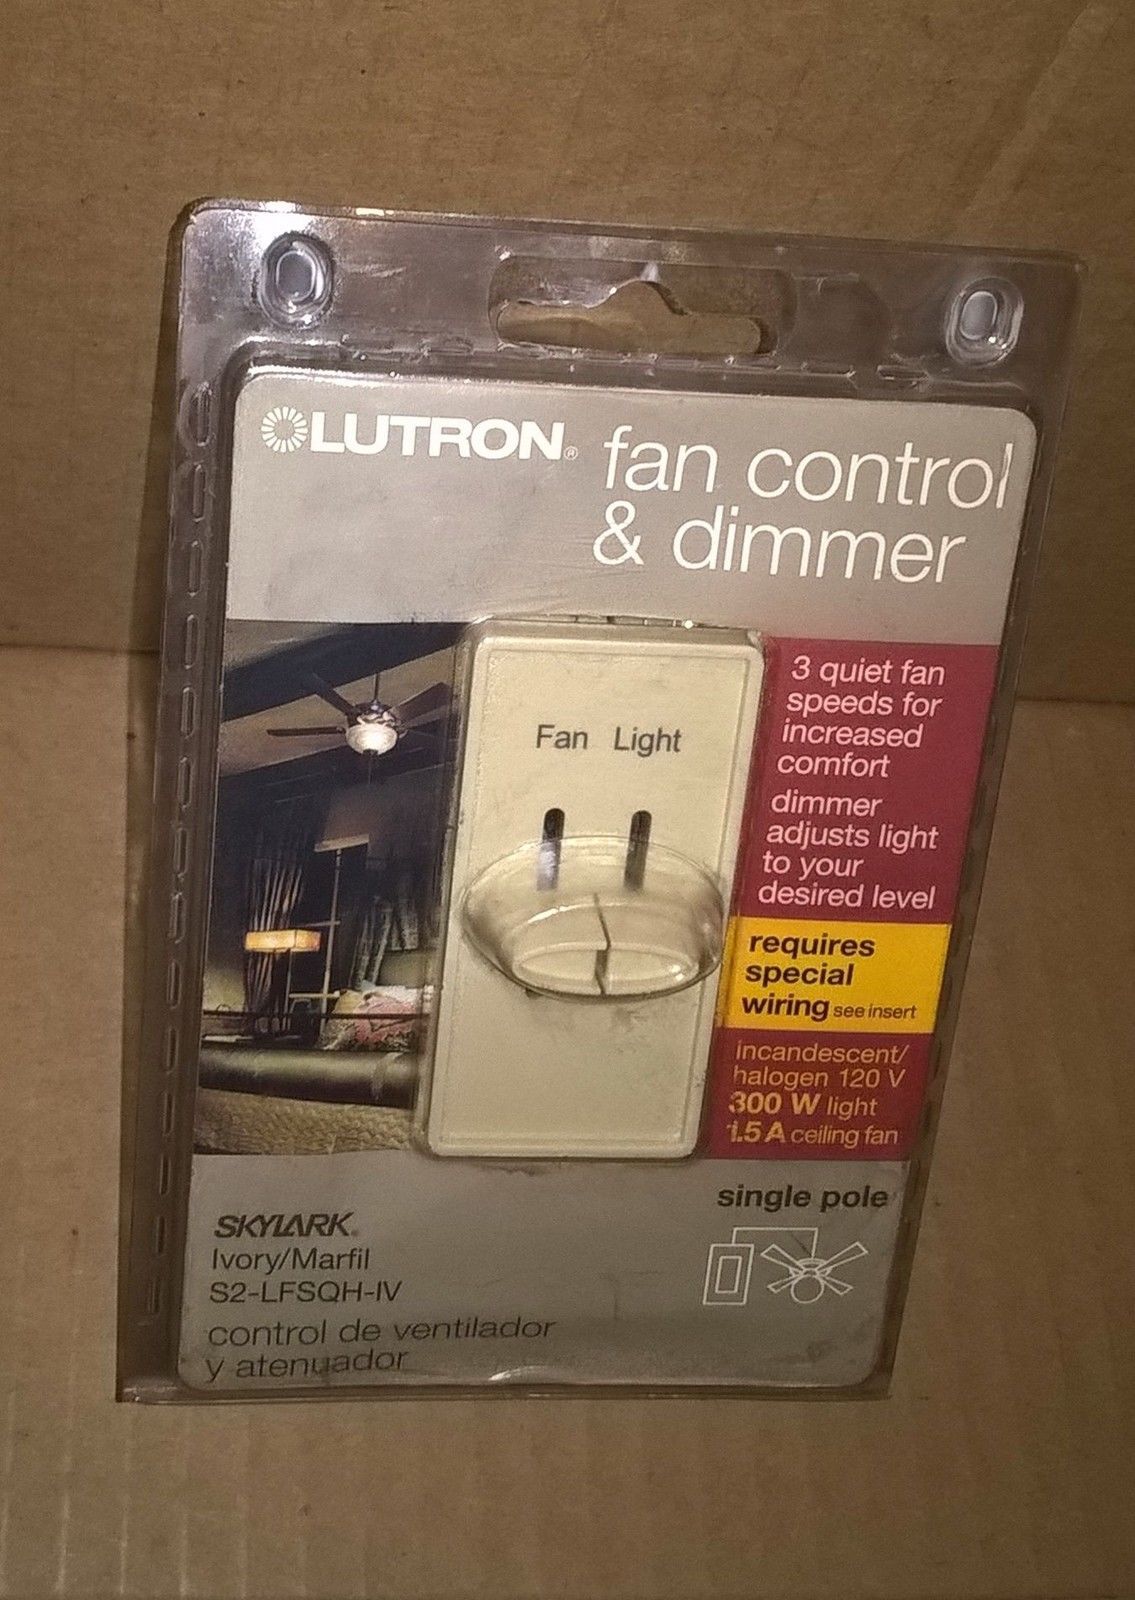 LUTRON®
fan control
& dimmer
Fan Light
3 quiet fan
speeds for
increased
comfort
dimmer
adjusts light
to your
desired level
requires
special
wiring see insert
incandescent/
halogen 120 V
300 W light
1.5 A ceiling fan
single pole
SKYLARK®
Ivory/Marfil
S2-LFSQH-IV
control de ventilador
y atenuador